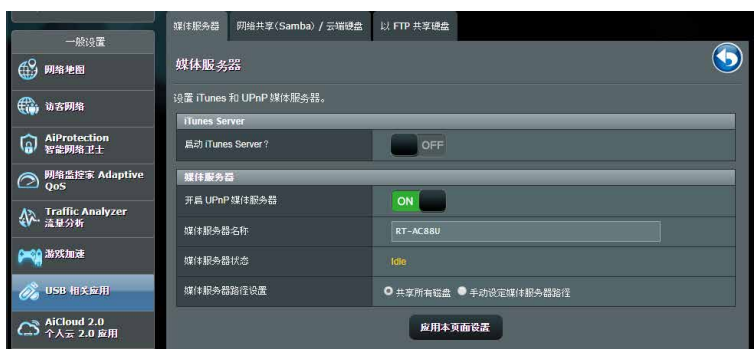 一般设置
网络地图
访客网络
AiProtection
智能网络卫士
网络监控家 Adaptive
QoS
Traffic Analyzer
流量分析
游戏加速
USB 相关应用
AiCloud 2.0
个人云 2.0 应用
媒体服务器 网络共享(Samba) / 云端硬盘 以 FTP 共享硬盘
媒体服务器
设置 iTunes 和 UPnP 媒体服务器。
iTunes Server
启动 iTunes Server? OFF
媒体服务器
开启 UPnP 媒体服务器 ON
媒体服务器名称 RT-AC88U
媒体服务器状态 Idle
媒体服务器路径设置 共享所有磁盘 手动设定媒体服务器路径
应用本页面设置